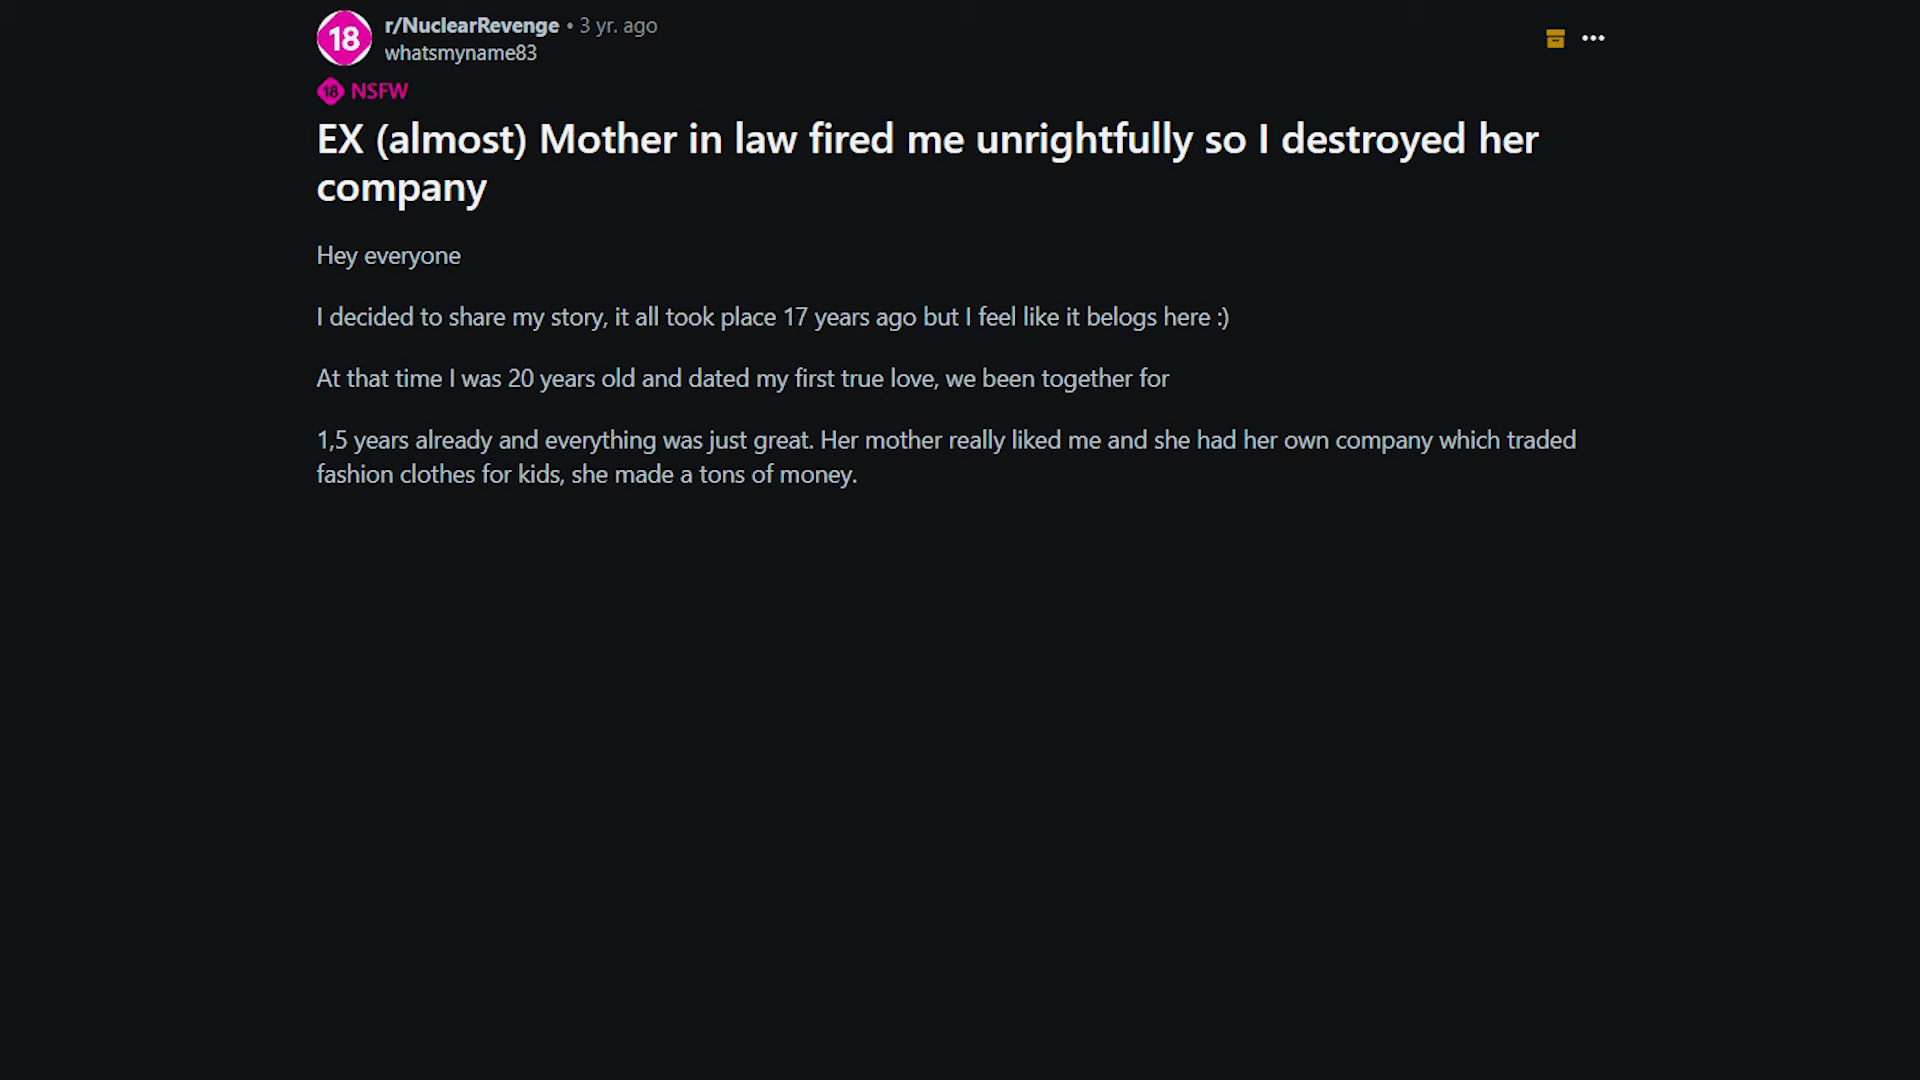 18
r/NuclearRevenge • 3 yr. ago
whatsmyname83
18 NSFW
EX (almost) Mother in law fired me unrightfully so I destroyed her
company
Hey everyone
I decided to share my story, it all took place 17 years ago but I feel like it belogs here :)
At that time I was 20 years old and dated my first true love, we been together for
1,5 years already and everything was just great. Her mother really liked me and she had her own company which traded
fashion clothes for kids, she made a tons of money.